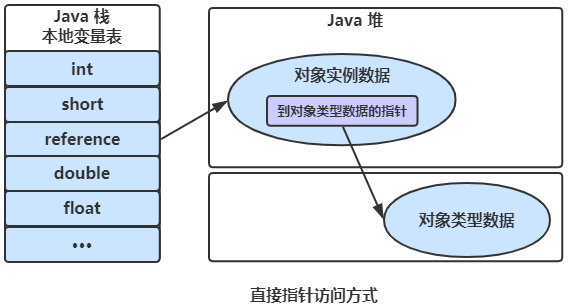 Java 栈
本地变量表
int
short
reference
double
float
•••
Java 堆
对象实例数据
到对象类型数据的指针
对象类型数据
直接指针访问方式